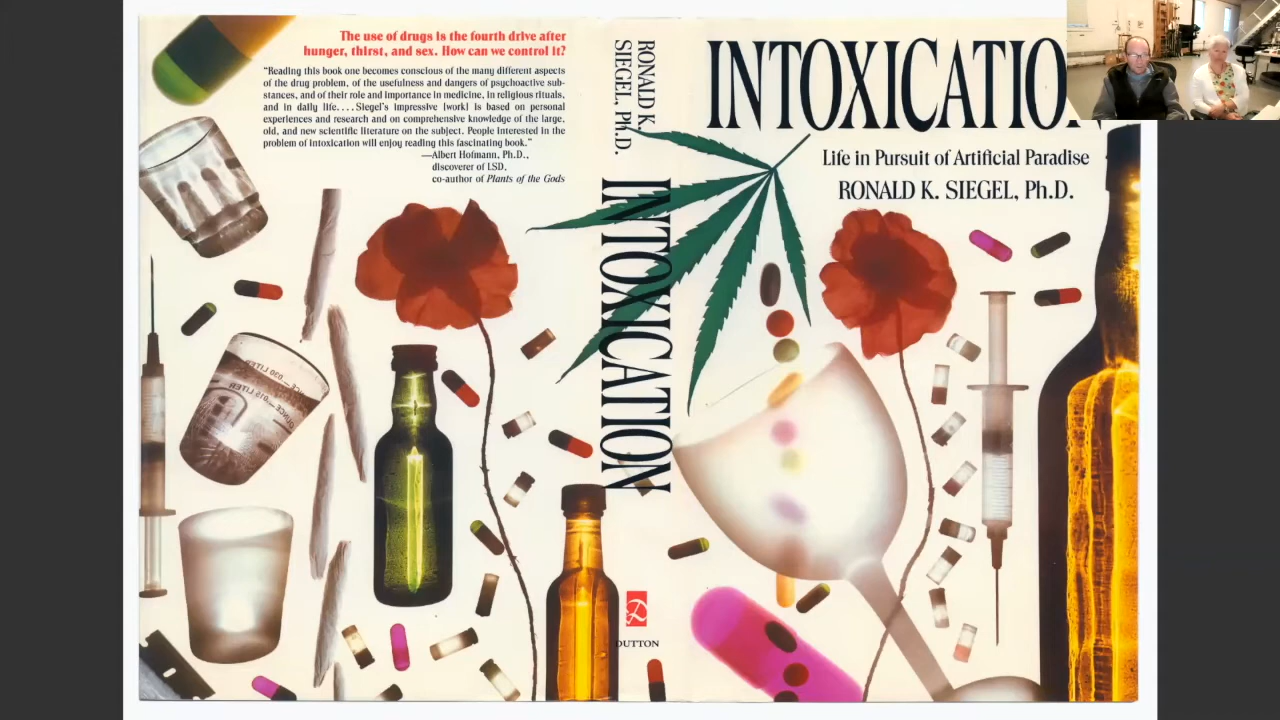 The use of drugs is the fourth drive after
hunger, thirst, and sex. How can we control it?
“Reading this book one becomes conscious of the many different aspects
of the drug problem, of the usefulness and dangers of psychoactive sub-
stances, and of their role and importance in medicine, in religious rituals,
and in daily life. . . . Siegel's impressive [work] is based on personal
experiences and research and on comprehensive knowledge of the large,
old, and new scientific literature on the subject. People interested in the
problem of intoxication will enjoy reading this fascinating book.”
—Albert Hofmann, Ph.D.,
discoverer of LSD,
co-author of Plants of the Gods
RONALD K.
SIEGEL, Ph.D.
INTOXICATION
DUTTON
INTOXICATION
Life in Pursuit of Artificial Paradise
RONALD K. SIEGEL, Ph.D.